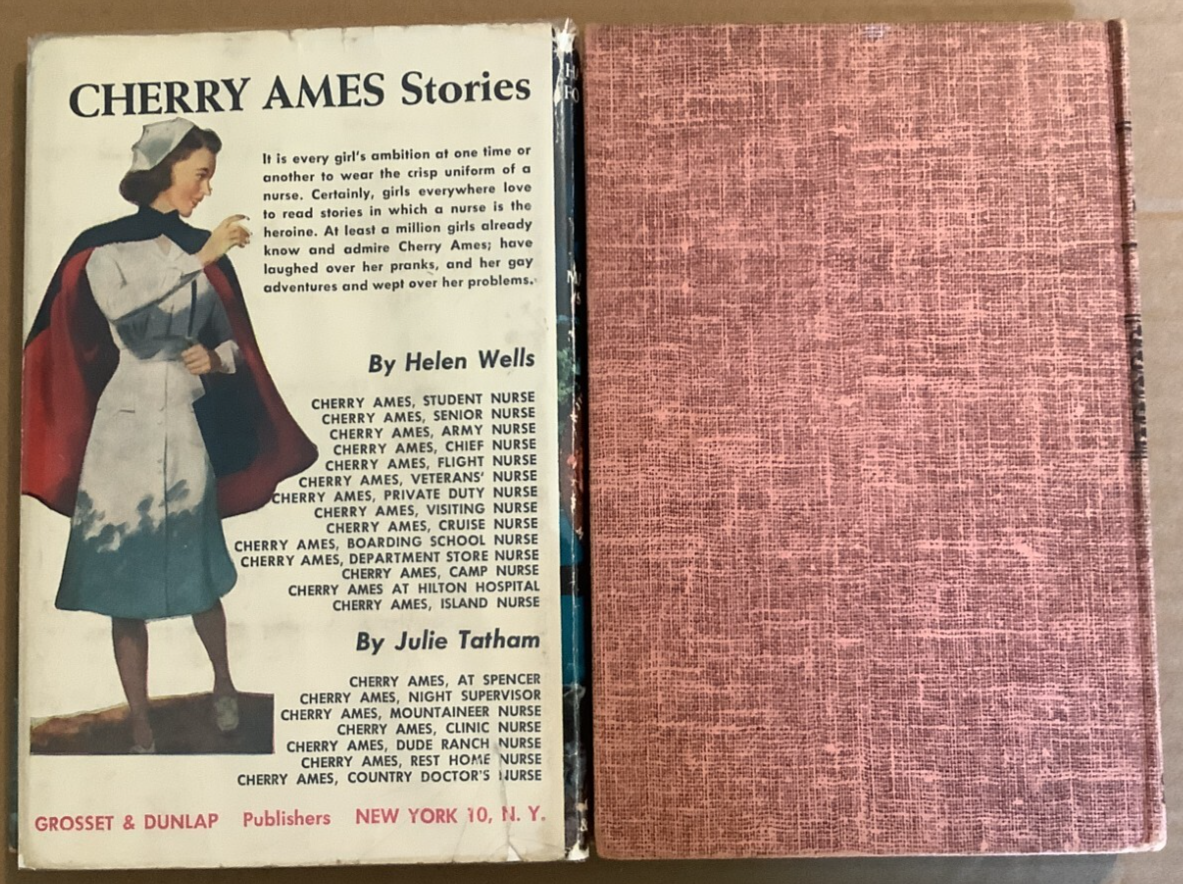 CHERRY AMES Stories
It is every girl's ambition at one time or
another to wear the crisp uniform of a
nurse. Certainly, girls everywhere love
to read stories in which a nurse is the
heroine. At least a million girls already
know and admire Cherry Ames; have
laughed over her pranks, and her gay
adventures and wept over her problems.
By Helen Wells
CHERRY AMES, STUDENT NURSE
CHERRY AMES, SENIOR NURSE
CHERRY AMES, ARMY NURSE
CHERRY AMES, CHIEF NURSE
CHERRY AMES, FLIGHT NURSE
CHERRY AMES, VETERANS' NURSE
CHERRY AMES, PRIVATE DUTY NURSE
CHERRY AMES, VISITING NURSE
CHERRY AMES, CRUISE NURSE
CHERRY AMES, BOARDING SCHOOL NURSE
CHERRY AMES, DEPARTMENT STORE NURSE
CHERRY AMES, CAMP NURSE
CHERRY AMES AT HILTON HOSPITAL
CHERRY AMES, ISLAND NURSE
By Julie Tatham
CHERRY AMES, AT SPENCER
CHERRY AMES, NIGHT SUPERVISOR
CHERRY AMES, MOUNTAINEER NURSE
CHERRY AMES, CLINIC NURSE
CHERRY AMES, DUDE RANCH NURSE
CHERRY AMES, REST HOME NURSE
CHERRY AMES, COUNTRY DOCTOR'S NURSE
GROSSET & DUNLAP Publishers NEW YORK 10, N. Y.